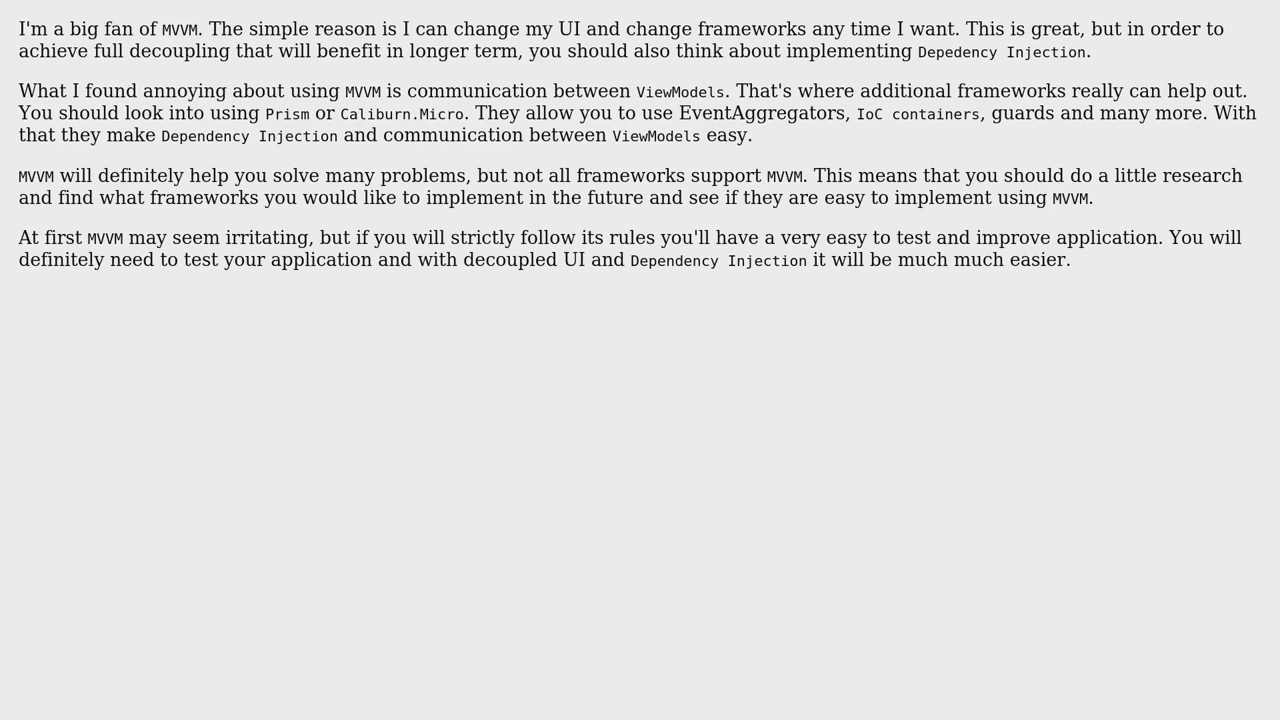 I'm a big fan of MVVM. The simple reason is I can change my UI and change frameworks any time I want. This is great, but in order to
achieve full decoupling that will benefit in longer term, you should also think about implementing Depedency Injection.
What I found annoying about using MVVM is communication between ViewModels. That's where additional frameworks really can help out.
You should look into using Prism or Caliburn.Micro. They allow you to use EventAggregators, IoC containers, guards and many more. With
that they make Dependency Injection and communication between ViewModels easy.
MVVM will definitely help you solve many problems, but not all frameworks support MVVM. This means that you should do a little research
and find what frameworks you would like to implement in the future and see if they are easy to implement using MVVM.
At first MVVM may seem irritating, but if you will strictly follow its rules you'll have a very easy to test and improve application. You will
definitely need to test your application and with decoupled UI and Dependency Injection it will be much much easier.